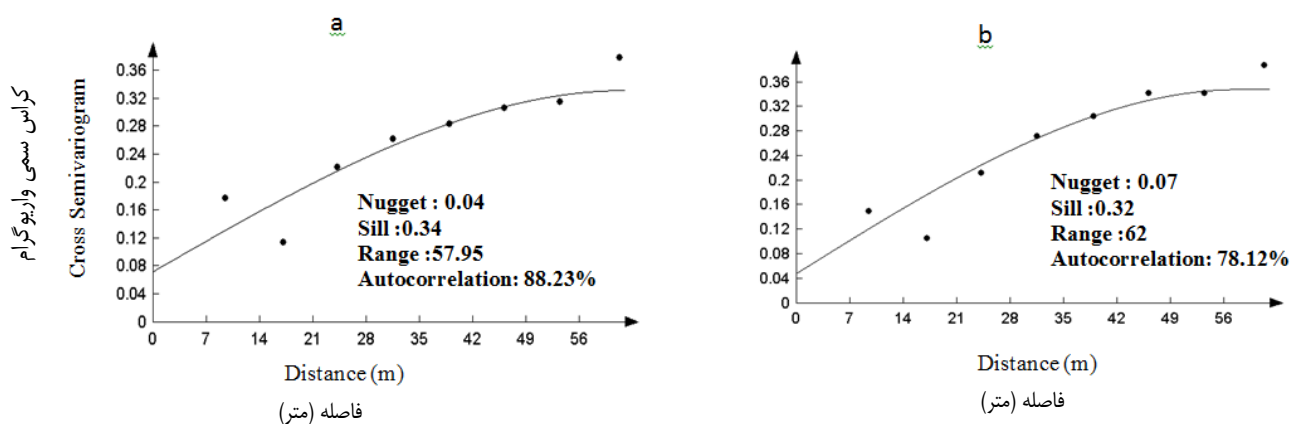 a
کراس سمی واریوگرام
Cross Semivariogram
0.36
0.32
0.28
0.24
0.2
0.16
0.12
0.08
0.04
0
Nugget : 0.04
Sill :0.34
Range :57.95
Autocorrelation: 88.23%
0 7 14 21 28 35 42 49 56
Distance (m)
فاصله (متر)
b
0.36
0.32
0.28
0.24
0.2
0.16
0.12
0.08
0.04
0
Nugget : 0.07
Sill :0.32
Range :62
Autocorrelation: 78.12%
0 7 14 21 28 35 42 49 56
Distance (m)
فاصله (متر)